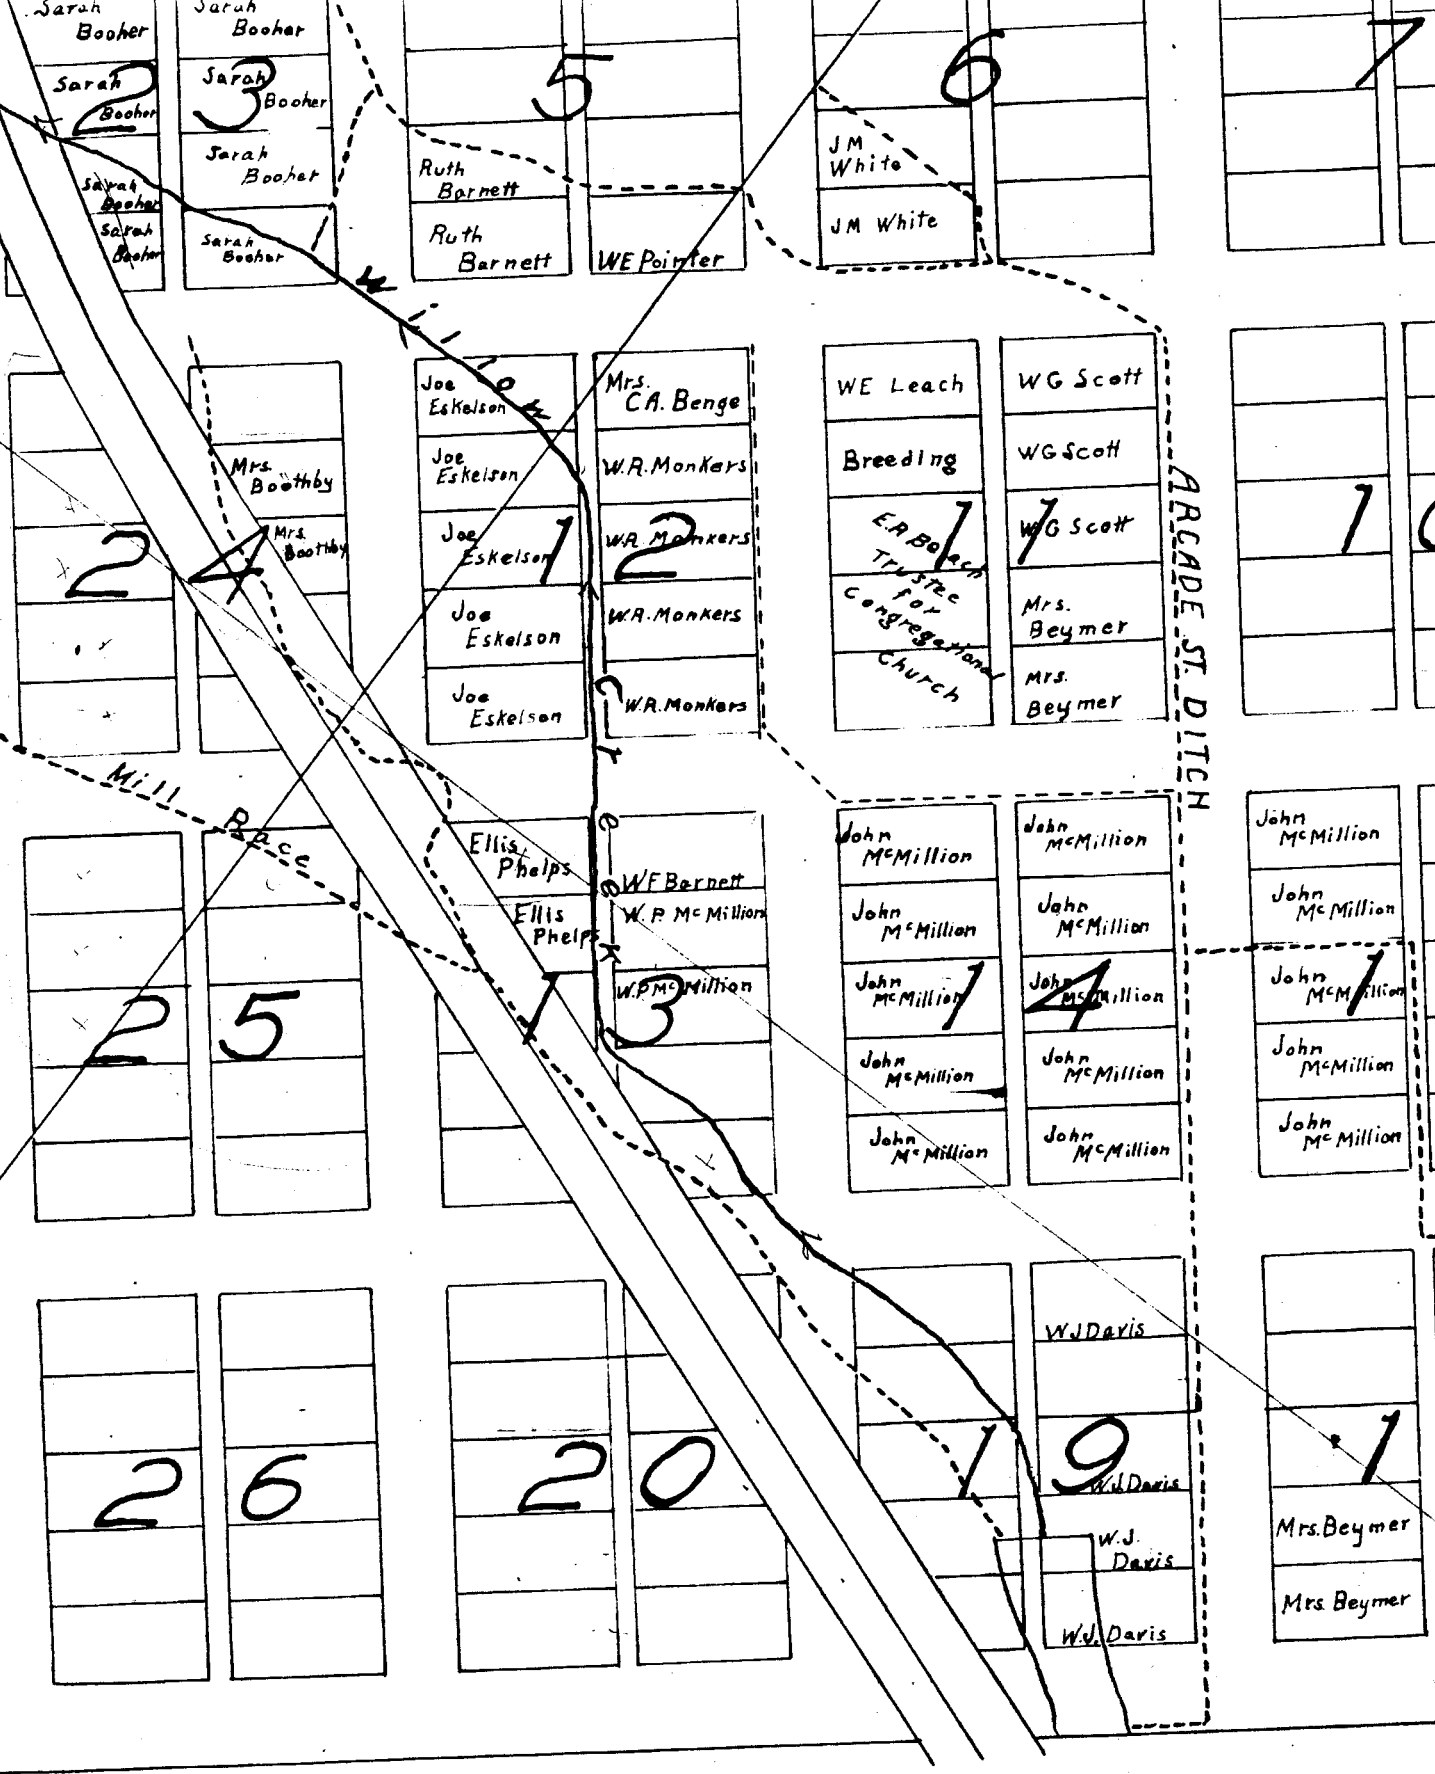 Sarah
Booher
Sarah
Booher
Sarah
Booher
Sarah
Booher
Sarah
Booher
Sarah
Booher
Sarah
Booher
Sarah
Booher
2
3
5
6
7
Ruth
Barnett
Ruth
Barnett
WE Pointer
JM
White
JM White
Willow
Creek
Mrs.
Boothby
Mrs.
Boothby
2 4
Joe
Eskelson
Joe
Eskelson
Joe
Eskelson
Joe
Eskelson
Joe
Eskelson
Mrs.
CA. Benge
W.R. Monkers
W.R. Monkers
W.R. Monkers
W.R. Monkers
1 2
WE Leach
Breeding
E.A Beach
Trustee
for
Congregational
Church
WG Scott
WG Scott
WG Scott
Mrs.
Beymer
Mrs.
Beymer
1 1
ARCADE ST. DITCH
1
Mill Race
2 5
Ellis
Phelps
Ellis
Phelps
WF Barnett
W.P. McMillion
W.P McMillion
1 3
John
McMillion
John
McMillion
John
McMillion
John
McMillion
John
McMillion
John
McMillion
John
McMillion
John
McMillion
John
McMillion
John
McMillion
1 4
John
McMillion
John
McMillion
John
McMillion
John
McMillion
John
McMillion
1
2 6
2 0
1 9
WJ Davis
W.J. Davis
W.J.
Davis
W.J. Davis
1
Mrs. Beymer
Mrs. Beymer